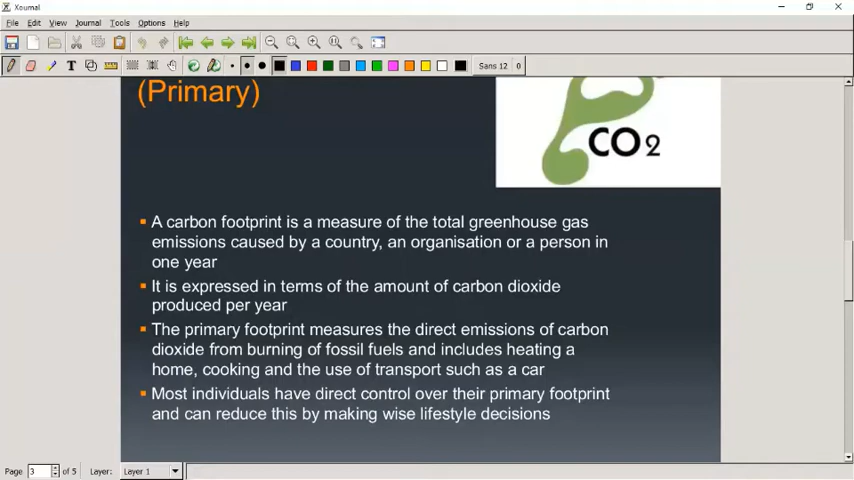 Xournal
File Edit View Journal Tools Options Help
Sans 12 0
(Primary)
CO2
▪ A carbon footprint is a measure of the total greenhouse gas
emissions caused by a country, an organisation or a person in
one year
▪ It is expressed in terms of the amount of carbon dioxide
produced per year
▪ The primary footprint measures the direct emissions of carbon
dioxide from burning of fossil fuels and includes heating a
home, cooking and the use of transport such as a car
▪ Most individuals have direct control over their primary footprint
and can reduce this by making wise lifestyle decisions
Page 3 of 5 Layer: Layer 1